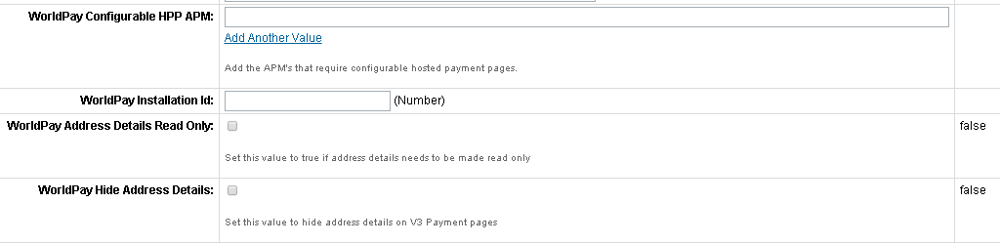 WorldPay Configurable HPP APM:
Add Another Value
Add the APM's that require configurable hosted payment pages.
WorldPay Installation Id: (Number)
WorldPay Address Details Read Only: false
Set this value to true if address details needs to be made read only
WorldPay Hide Address Details: false
Set this value to hide address details on V3 Payment pages